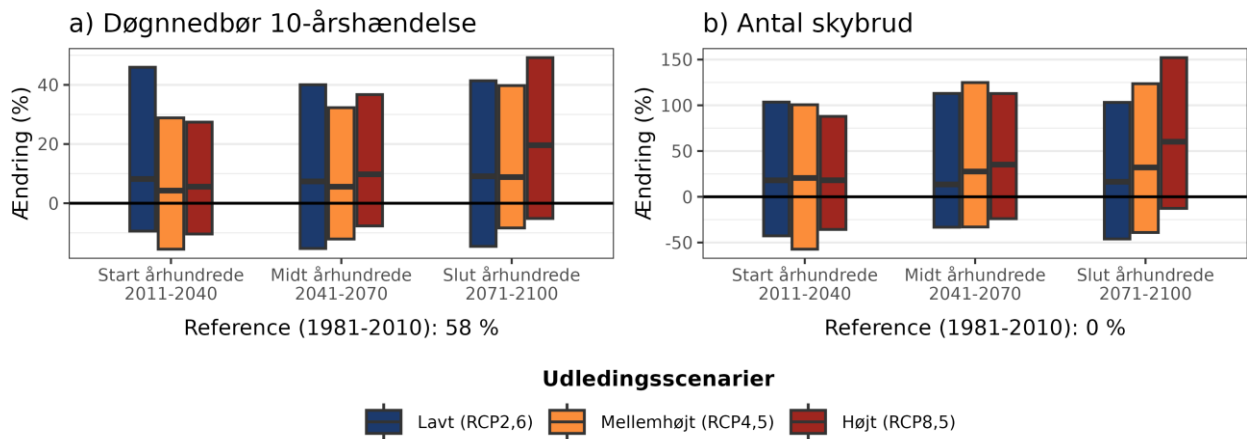 a) Døgnnedbør 10-årshændelse
Ændring (%)
40
20
0
Start århundrede
2011-2040
Midt århundrede
2041-2070
Slut århundrede
2071-2100
Reference (1981-2010): 58 %
b) Antal skybrud
Ændring (%)
150
100
50
0
-50
Start århundrede
2011-2040
Midt århundrede
2041-2070
Slut århundrede
2071-2100
Reference (1981-2010): 0 %
Udledingsscenarier
Lavt (RCP2,6)
Mellemhøjt (RCP4,5)
Højt (RCP8,5)